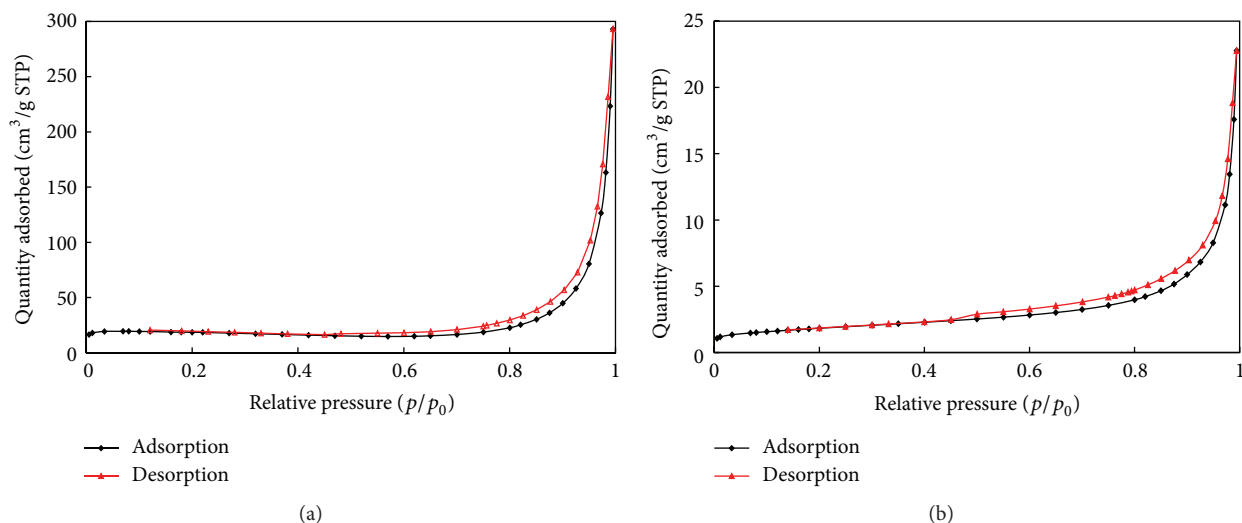 300
250
200
150
100
50
0
Quantity adsorbed (cm³/g STP)
0 0.2 0.4 0.6 0.8 1
Relative pressure (p/p₀)
Adsorption
Desorption
(a)
25
20
15
10
5
0
Quantity adsorbed (cm³/g STP)
0 0.2 0.4 0.6 0.8 1
Relative pressure (p/p₀)
Adsorption
Desorption
(b)